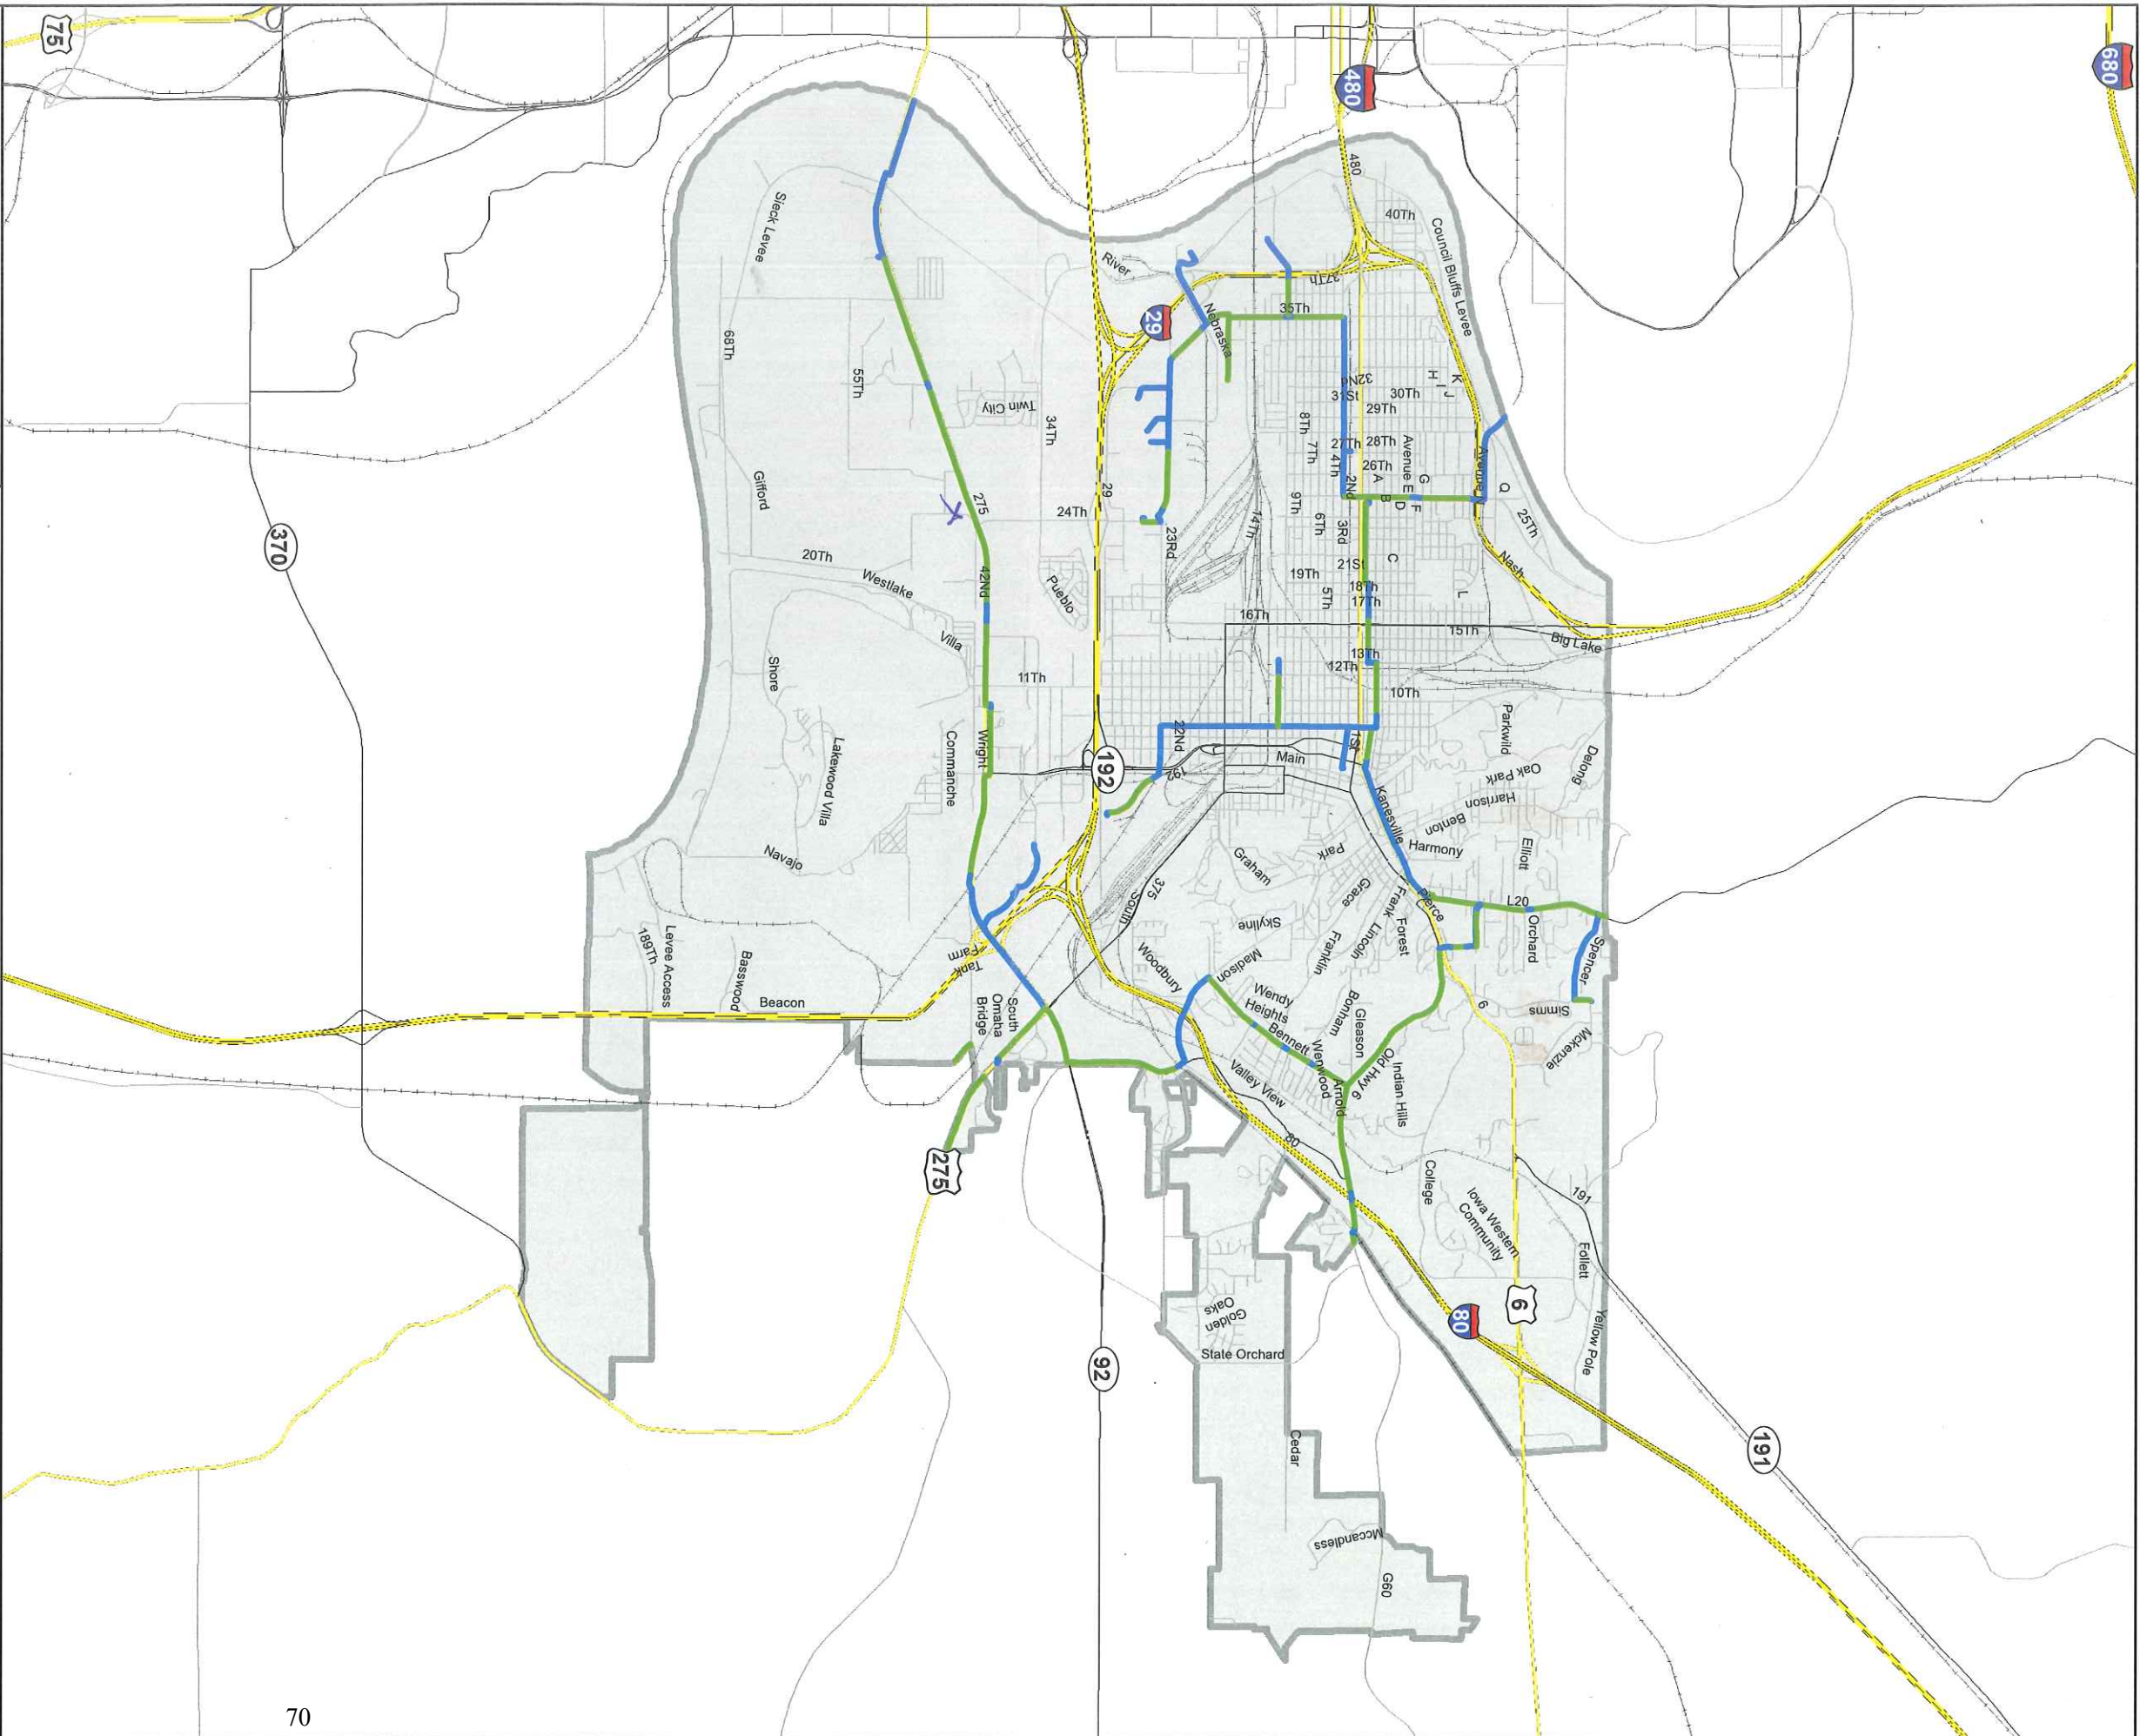 75
480
680
480
40Th
Council Bluffs Levee
Sieck Levee
River
37Th
29
Nebraska
35Th
68Th
55Th
Twin City
34Th
32Nd
31St
30Th
29Th
H
I
J
K
8Th
7Th
27Th
28Th
4Th
26Th
Avenue E
G
A
2Nd
B
D
F
Avenue N
Q
25Th
Gifford
275
24Th
29
23Rd
14Th
9Th
6Th
3Rd
C
Nash
370
20Th
Westlake
42Nd
Pueblo
21St
19Th
18Th
5Th
17Th
L
16Th
15Th
Big Lake
Villa
13Th
12Th
Shore
11Th
10Th
Parkwild
Lakewood Villa
Commanche
Wright
192
22Nd
192
Main
1St
Delong
Oak Park
Harrison
Kanesville
Benton
Harmony
Elliott
Navajo
Graham
Park
Grace
375
South
Skyline
Frank
Pierce
Forest
Lincoln
Franklin
L20
Orchard
Spencer
189Th
Levee Access
Basswood
Tank
Farm
Woodbury
Madison
Beacon
South
Omaha
Bridge
Wendy
Heights
Bennett
Bonham
Gleason
6
Simms
Mckenzie
Wenwood
Arnold
Old Hwy 6
Indian Hills
Valley View
80
275
College
Iowa Western
Community
191
Follett
6
80
Yellow Pole
Golden
Oaks
State Orchard
92
Cedar
191
Mccandless
G60
70